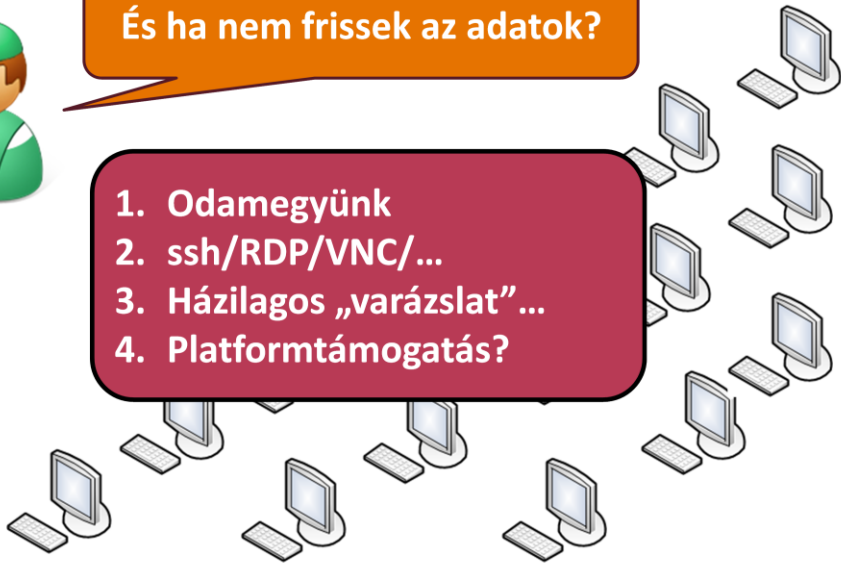 És ha nem frissek az adatok?
1. Odamegyünk
2. ssh/RDP/VNC/…
3. Házilagos „varázslat”…
4. Platformtámogatás?